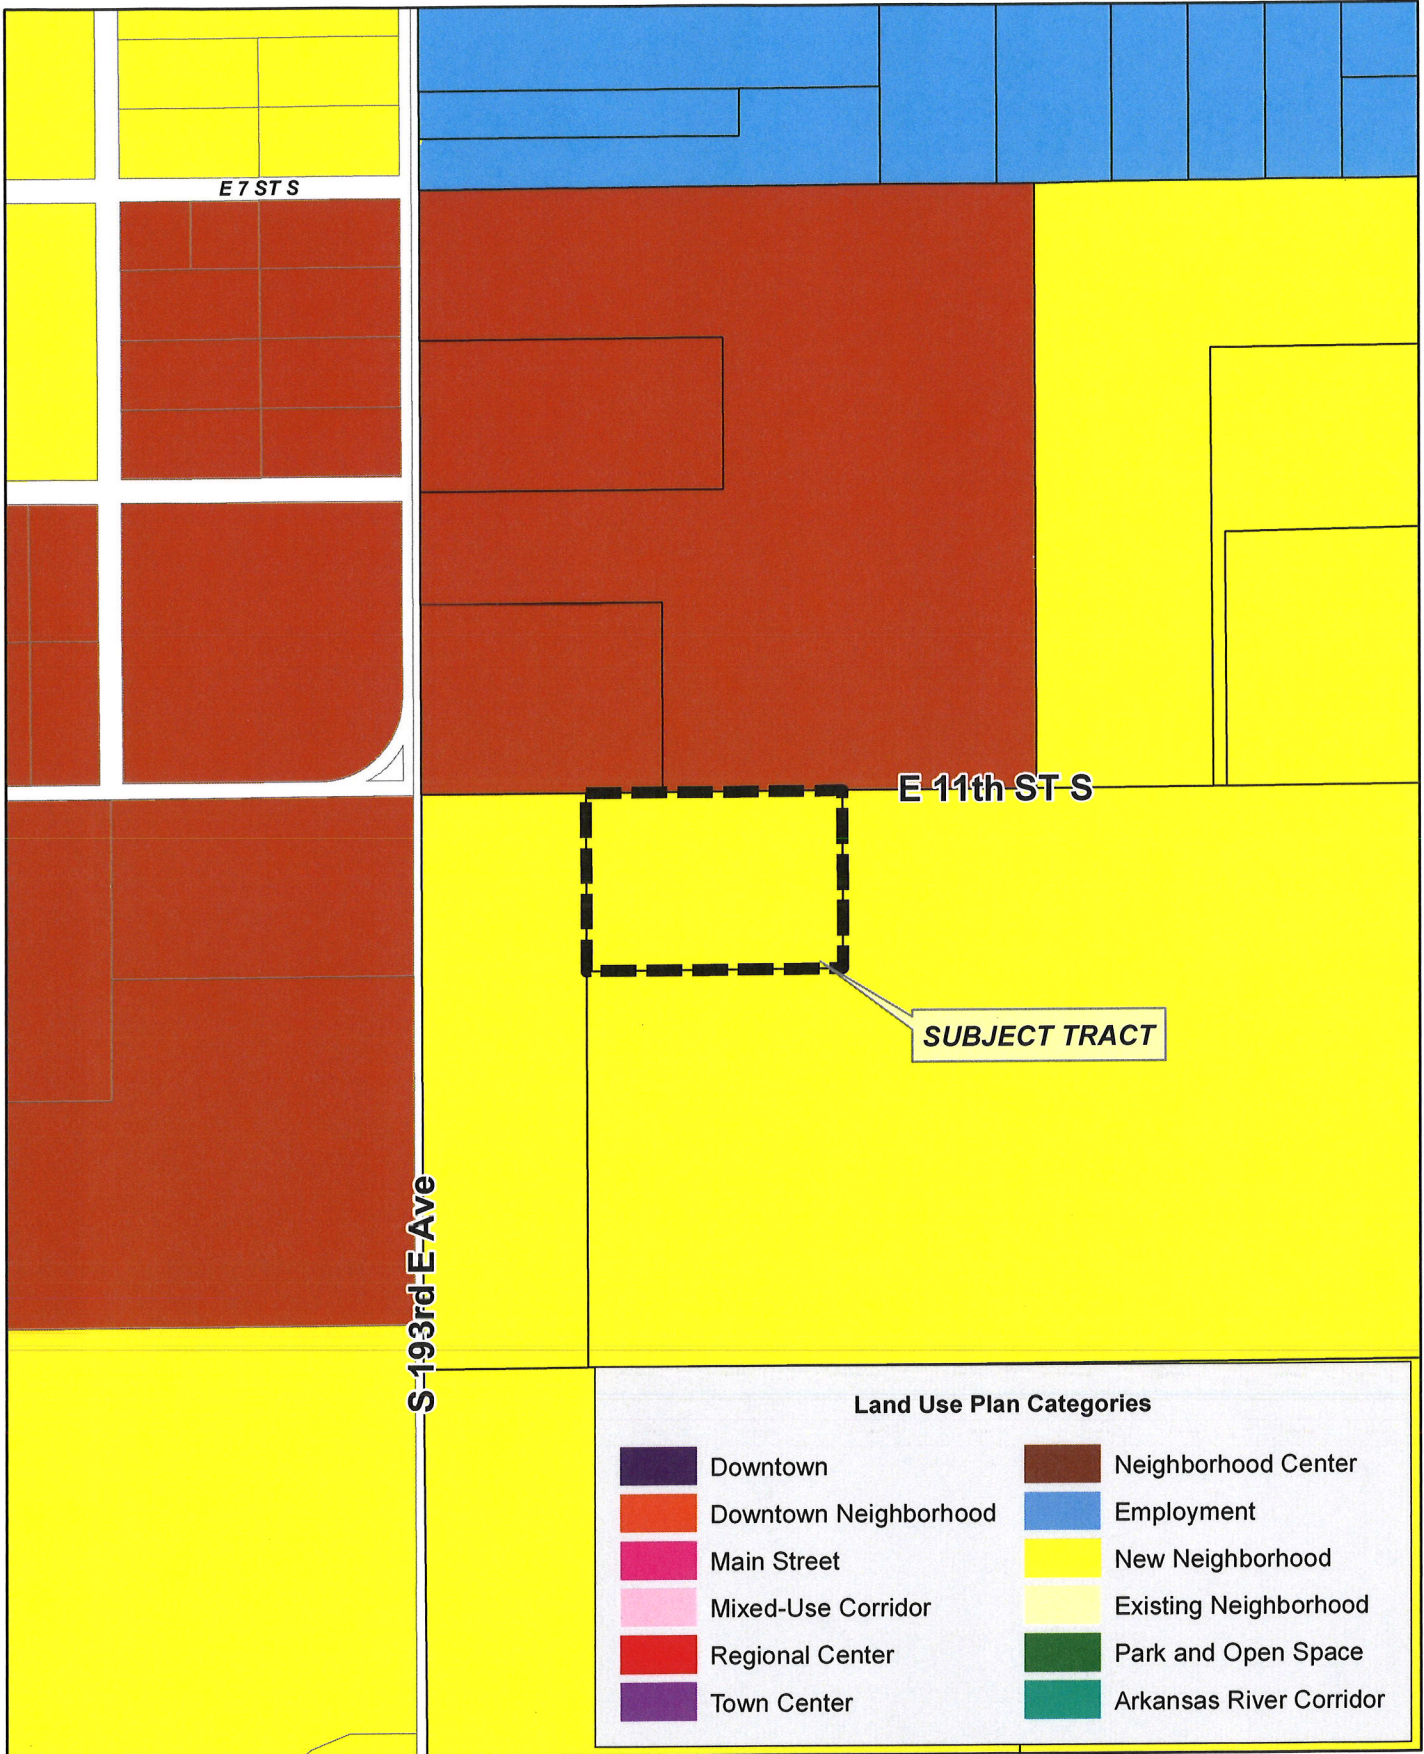 E 7 ST S
E 11th ST S
SUBJECT TRACT
S 193rd E Ave
Land Use Plan Categories
Downtown
Downtown Neighborhood
Main Street
Mixed-Use Corridor
Regional Center
Town Center
Neighborhood Center
Employment
New Neighborhood
Existing Neighborhood
Park and Open Space
Arkansas River Corridor